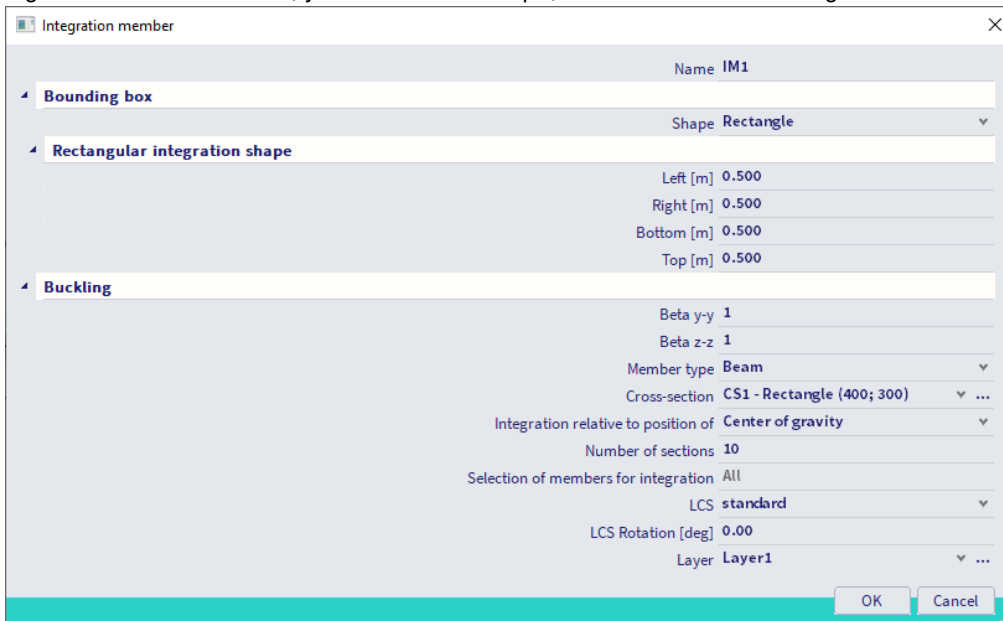 Integration member
Name IM1
Bounding box
Shape Rectangle
Rectangular integration shape
Left [m] 0.500
Right [m] 0.500
Bottom [m] 0.500
Top [m] 0.500
Buckling
Beta y-y 1
Beta z-z 1
Member type Beam
Cross-section CS1 - Rectangle (400; 300) ...
Integration relative to position of Center of gravity
Number of sections 10
Selection of members for integration All
LCS standard
LCS Rotation [deg] 0.00
Layer Layer1 ...
OK Cancel